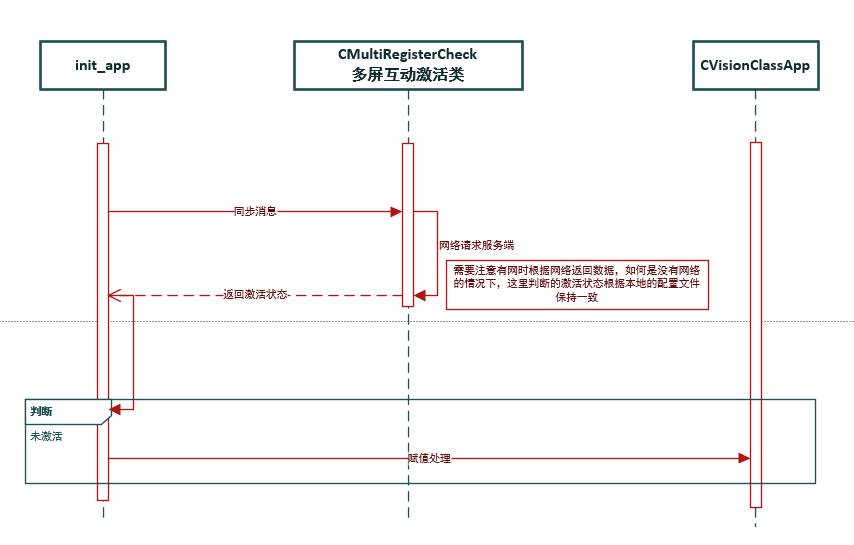 init_app
CMultiRegisterCheck
多屏互动激活类
CVisionClassApp
同步消息
网络请求服务端
需要注意有网时根据网络返回数据，如何是没有网络
的情况下，这里判断的激活状态根据本地的配置文件
保持一致
返回激活状态
判断
未激活
赋值处理